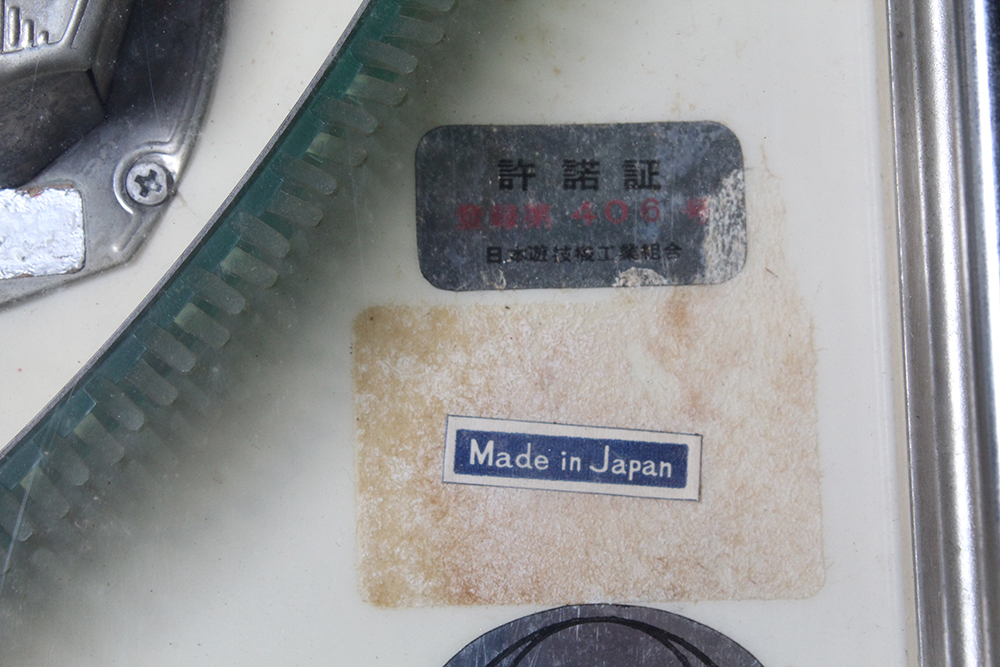 許諾証
登録第 406 号
日本遊技機工業組合
Made in Japan